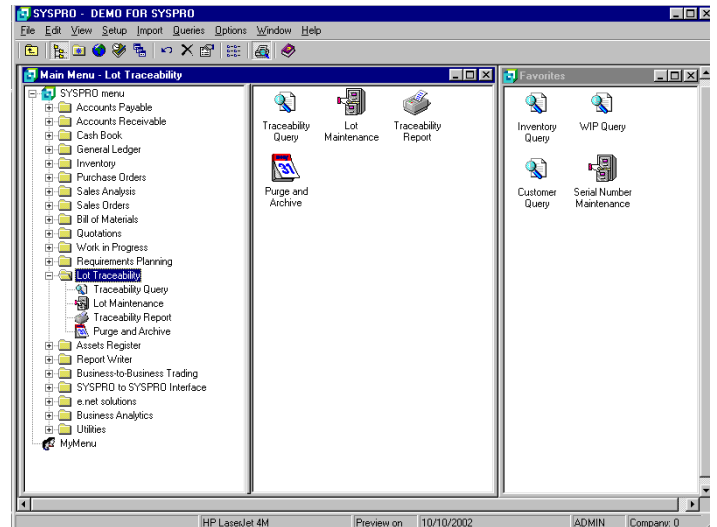 SYSPRO - DEMO FOR SYSPRO
File Edit View Setup Import Queries Options Window Help
Main Menu - Lot Traceability
SYSPRO menu
Accounts Payable
Accounts Receivable
Cash Book
General Ledger
Inventory
Purchase Orders
Sales Analysis
Sales Orders
Bill of Materials
Quotations
Work in Progress
Requirements Planning
Lot Traceability
Traceability Query
Lot Maintenance
Traceability Report
Purge and Archive
Assets Register
Report Writer
Business-to-Business Trading
SYSPRO to SYSPRO Interface
e.net solutions
Business Analytics
Utilities
MyMenu
Traceability Query
Lot Maintenance
Traceability Report
31
Purge and Archive
Favorites
Inventory Query
WIP Query
Customer Query
Serial Number Maintenance
HP LaserJet 4M Preview on 10/10/2002 ADMIN Company: 0